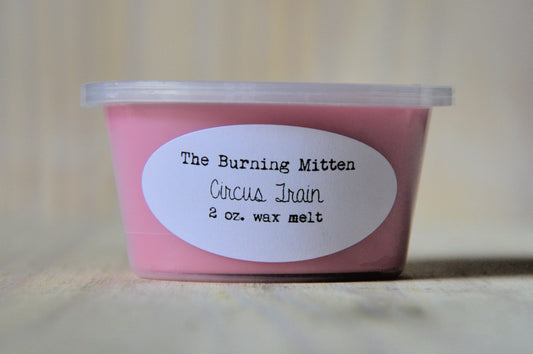 The Burning Mitten
Circus Train
2 oz. wax melt